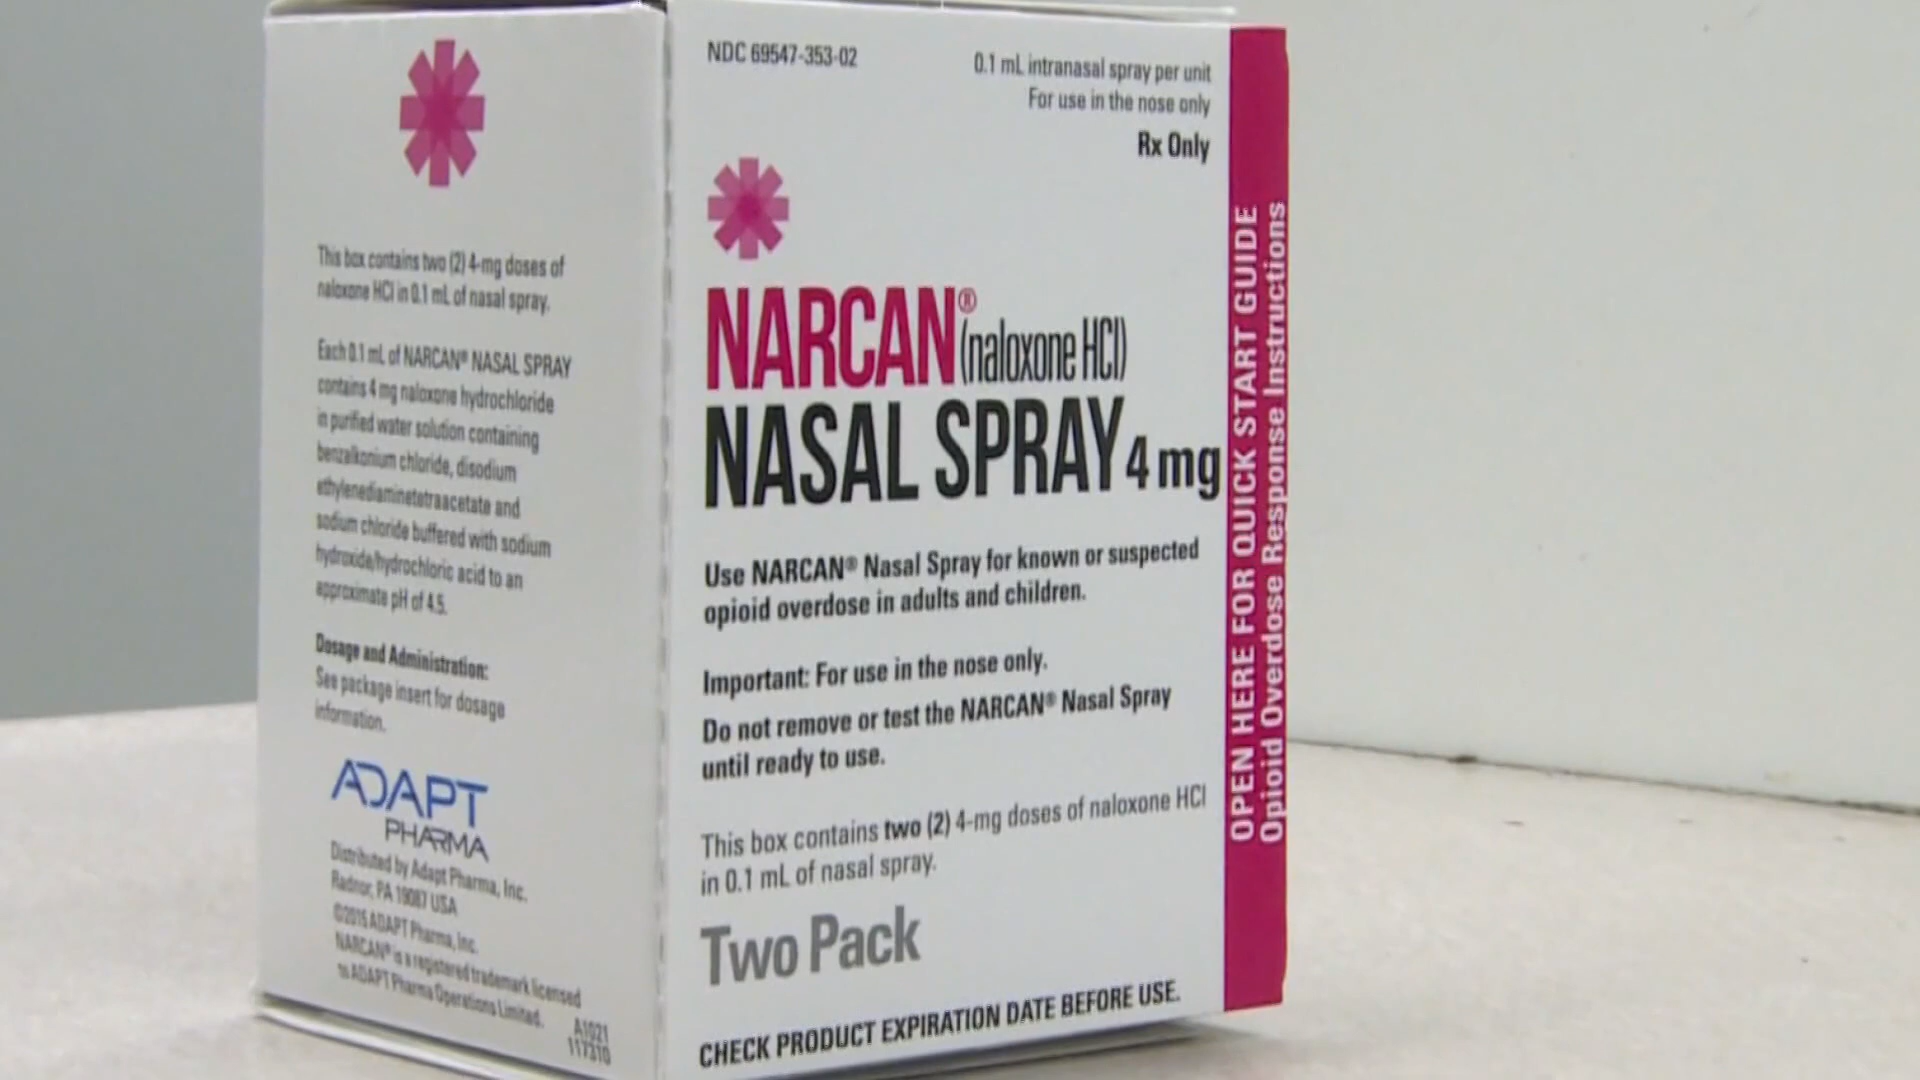 This box contains two (2) 4-mg doses of
naloxone HCl in 0.1 mL of nasal spray.
Each 0.1 mL of NARCAN® NASAL SPRAY
contains 4 mg naloxone hydrochloride
in purified water solution containing
benzalkonium chloride, disodium
ethylenediaminetetraacetate and
sodium chloride buffered with sodium
hydroxide/hydrochloric acid to an
approximate pH of 4.5.
Dosage and Administration:
See package insert for dosage
information.
ADAPT
PHARMA
Distributed by Adapt Pharma, Inc.
Radnor, PA 19087 USA
©2015 ADAPT Pharma, Inc.
NARCAN® is a registered trademark licensed
to ADAPT Pharma Operations Limited.
A1021
117310
NDC 69547-353-02
0.1 mL intranasal spray per unit
For use in the nose only
Rx Only
NARCAN® (naloxone HCl)
NASAL SPRAY 4 mg
Use NARCAN® Nasal Spray for known or suspected
opioid overdose in adults and children.
Important: For use in the nose only.
Do not remove or test the NARCAN® Nasal Spray
until ready to use.
This box contains two (2) 4-mg doses of naloxone HCl
in 0.1 mL of nasal spray.
Two Pack
CHECK PRODUCT EXPIRATION DATE BEFORE USE.
OPEN HERE FOR QUICK START GUIDE
Opioid Overdose Response Instructions